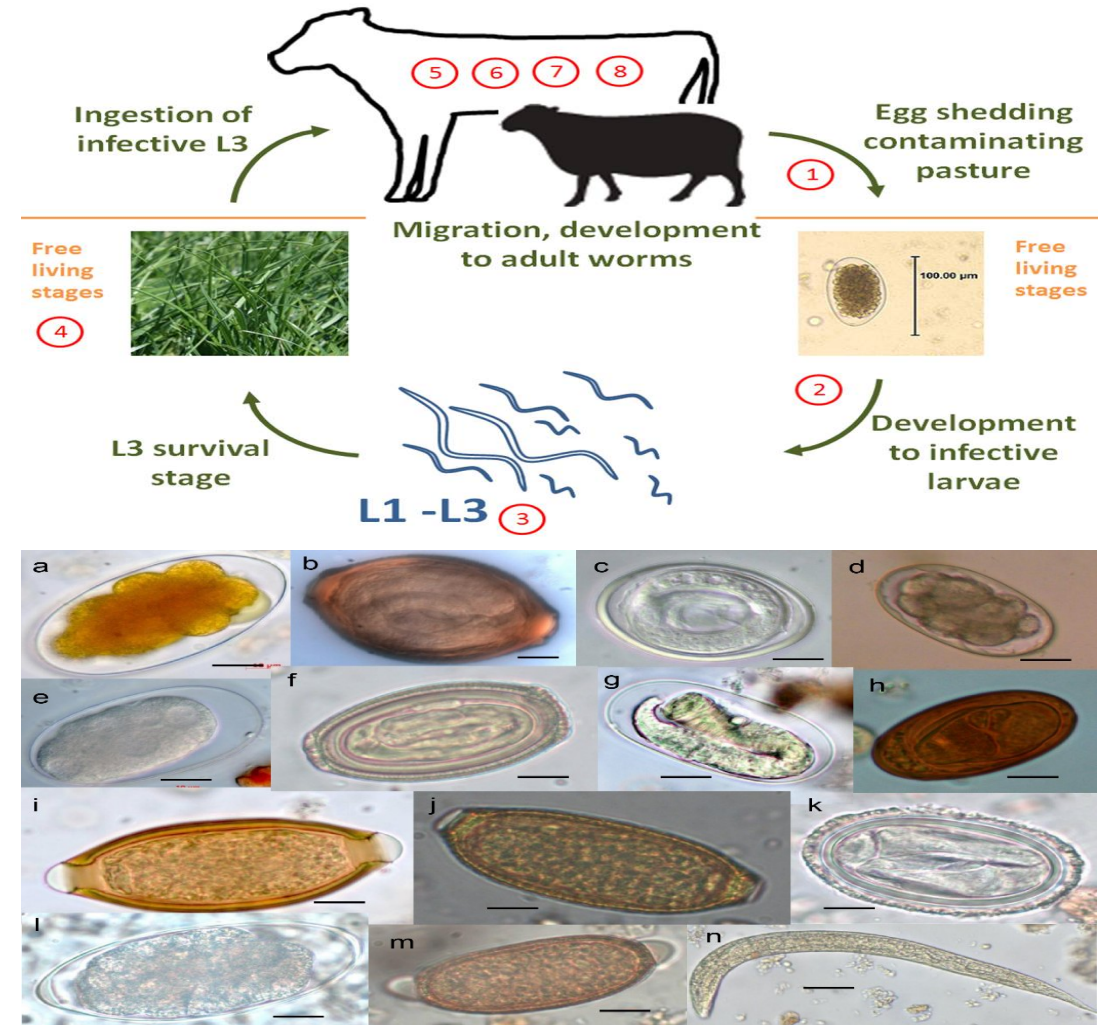 5 6 7 8
Ingestion of
infective L3
Egg shedding
contaminating
pasture
1
Migration, development
to adult worms
Free
living
stages
4
100.00 µm
Free
living
stages
2
L3 survival
stage
Development
to infective
larvae
L1 -L3 3
a
b
c
d
e
f
g
h
i
j
k
l
m
n